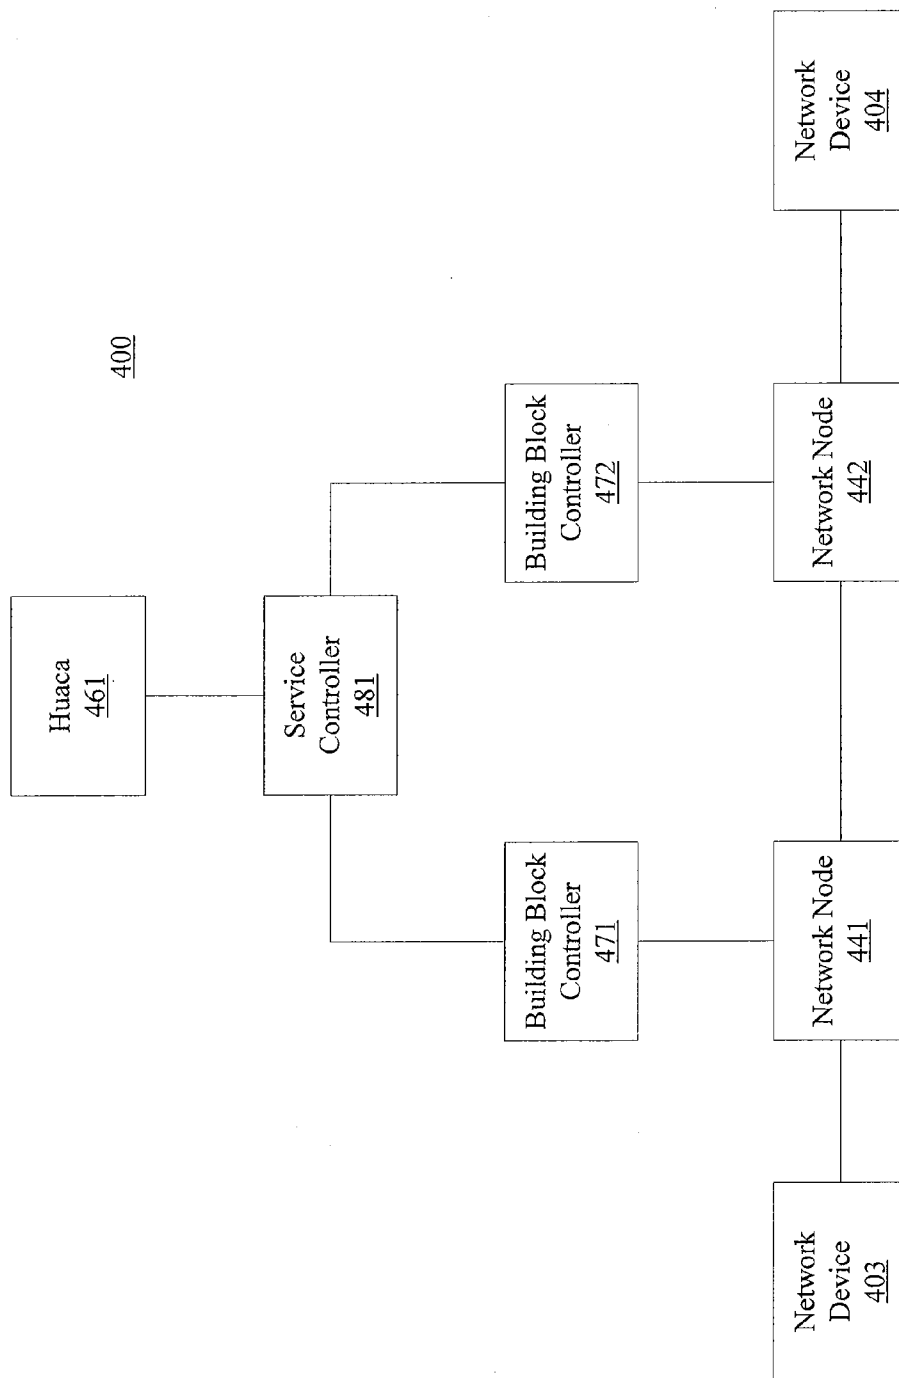 400
Huaca
461
Service
Controller
481
Building Block
Controller
471
Building Block
Controller
472
Network
Device
403
Network Node
441
Network Node
442
Network
Device
404